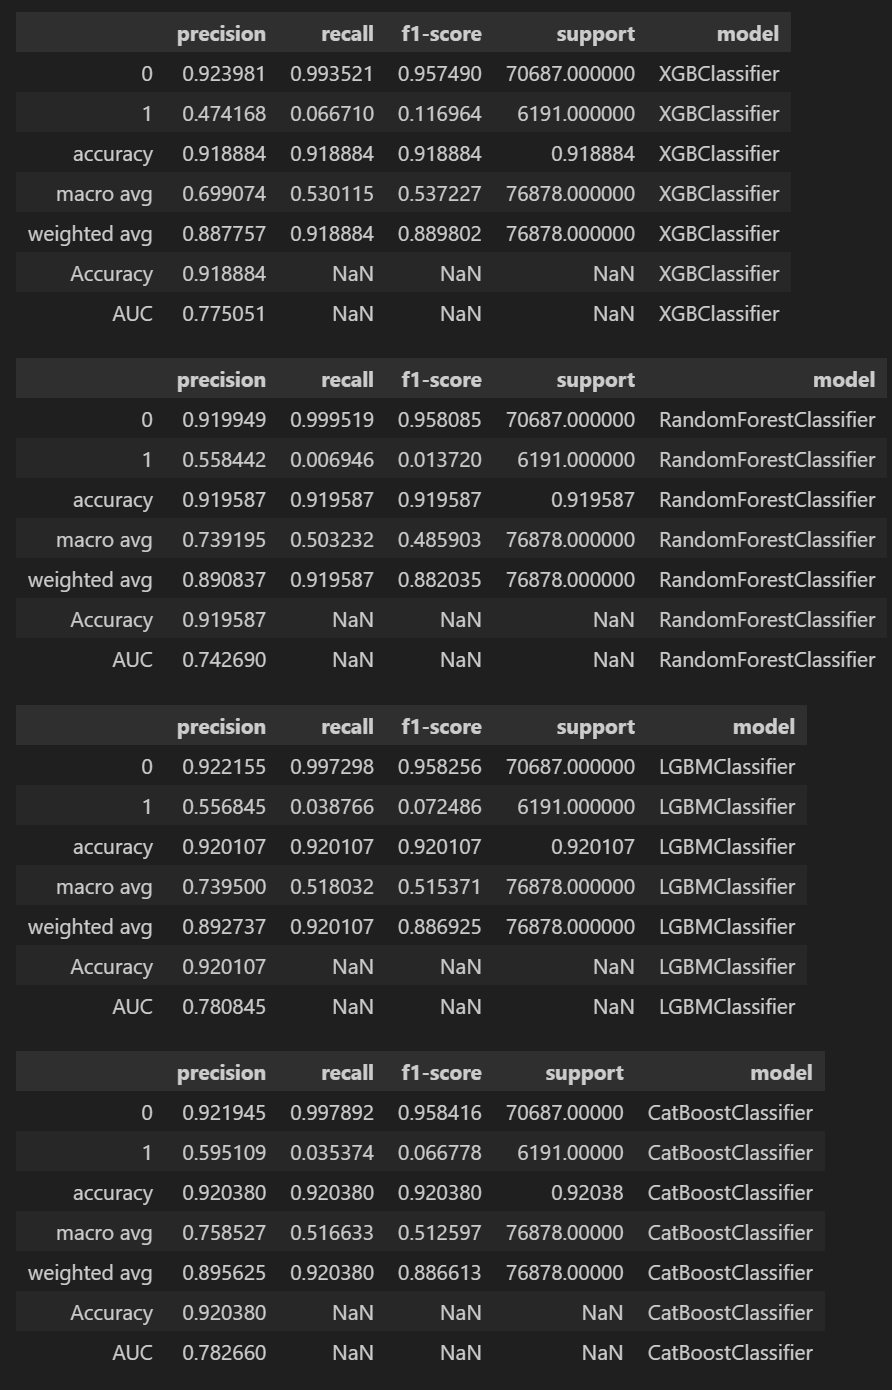 precision recall f1-score support model
0 0.923981 0.993521 0.957490 70687.000000 XGBClassifier
1 0.474168 0.066710 0.116964 6191.000000 XGBClassifier
accuracy 0.918884 0.918884 0.918884 0.918884 XGBClassifier
macro avg 0.699074 0.530115 0.537227 76878.000000 XGBClassifier
weighted avg 0.887757 0.918884 0.889802 76878.000000 XGBClassifier
Accuracy 0.918884 NaN NaN NaN XGBClassifier
AUC 0.775051 NaN NaN NaN XGBClassifier
precision recall f1-score support model
0 0.919949 0.999519 0.958085 70687.000000 RandomForestClassifier
1 0.558442 0.006946 0.013720 6191.000000 RandomForestClassifier
accuracy 0.919587 0.919587 0.919587 0.919587 RandomForestClassifier
macro avg 0.739195 0.503232 0.485903 76878.000000 RandomForestClassifier
weighted avg 0.890837 0.919587 0.882035 76878.000000 RandomForestClassifier
Accuracy 0.919587 NaN NaN NaN RandomForestClassifier
AUC 0.742690 NaN NaN NaN RandomForestClassifier
precision recall f1-score support model
0 0.922155 0.997298 0.958256 70687.000000 LGBMClassifier
1 0.556845 0.038766 0.072486 6191.000000 LGBMClassifier
accuracy 0.920107 0.920107 0.920107 0.920107 LGBMClassifier
macro avg 0.739500 0.518032 0.515371 76878.000000 LGBMClassifier
weighted avg 0.892737 0.920107 0.886925 76878.000000 LGBMClassifier
Accuracy 0.920107 NaN NaN NaN LGBMClassifier
AUC 0.780845 NaN NaN NaN LGBMClassifier
precision recall f1-score support model
0 0.921945 0.997892 0.958416 70687.00000 CatBoostClassifier
1 0.595109 0.035374 0.066778 6191.00000 CatBoostClassifier
accuracy 0.920380 0.920380 0.920380 0.92038 CatBoostClassifier
macro avg 0.758527 0.516633 0.512597 76878.00000 CatBoostClassifier
weighted avg 0.895625 0.920380 0.886613 76878.00000 CatBoostClassifier
Accuracy 0.920380 NaN NaN NaN CatBoostClassifier
AUC 0.782660 NaN NaN NaN CatBoostClassifier